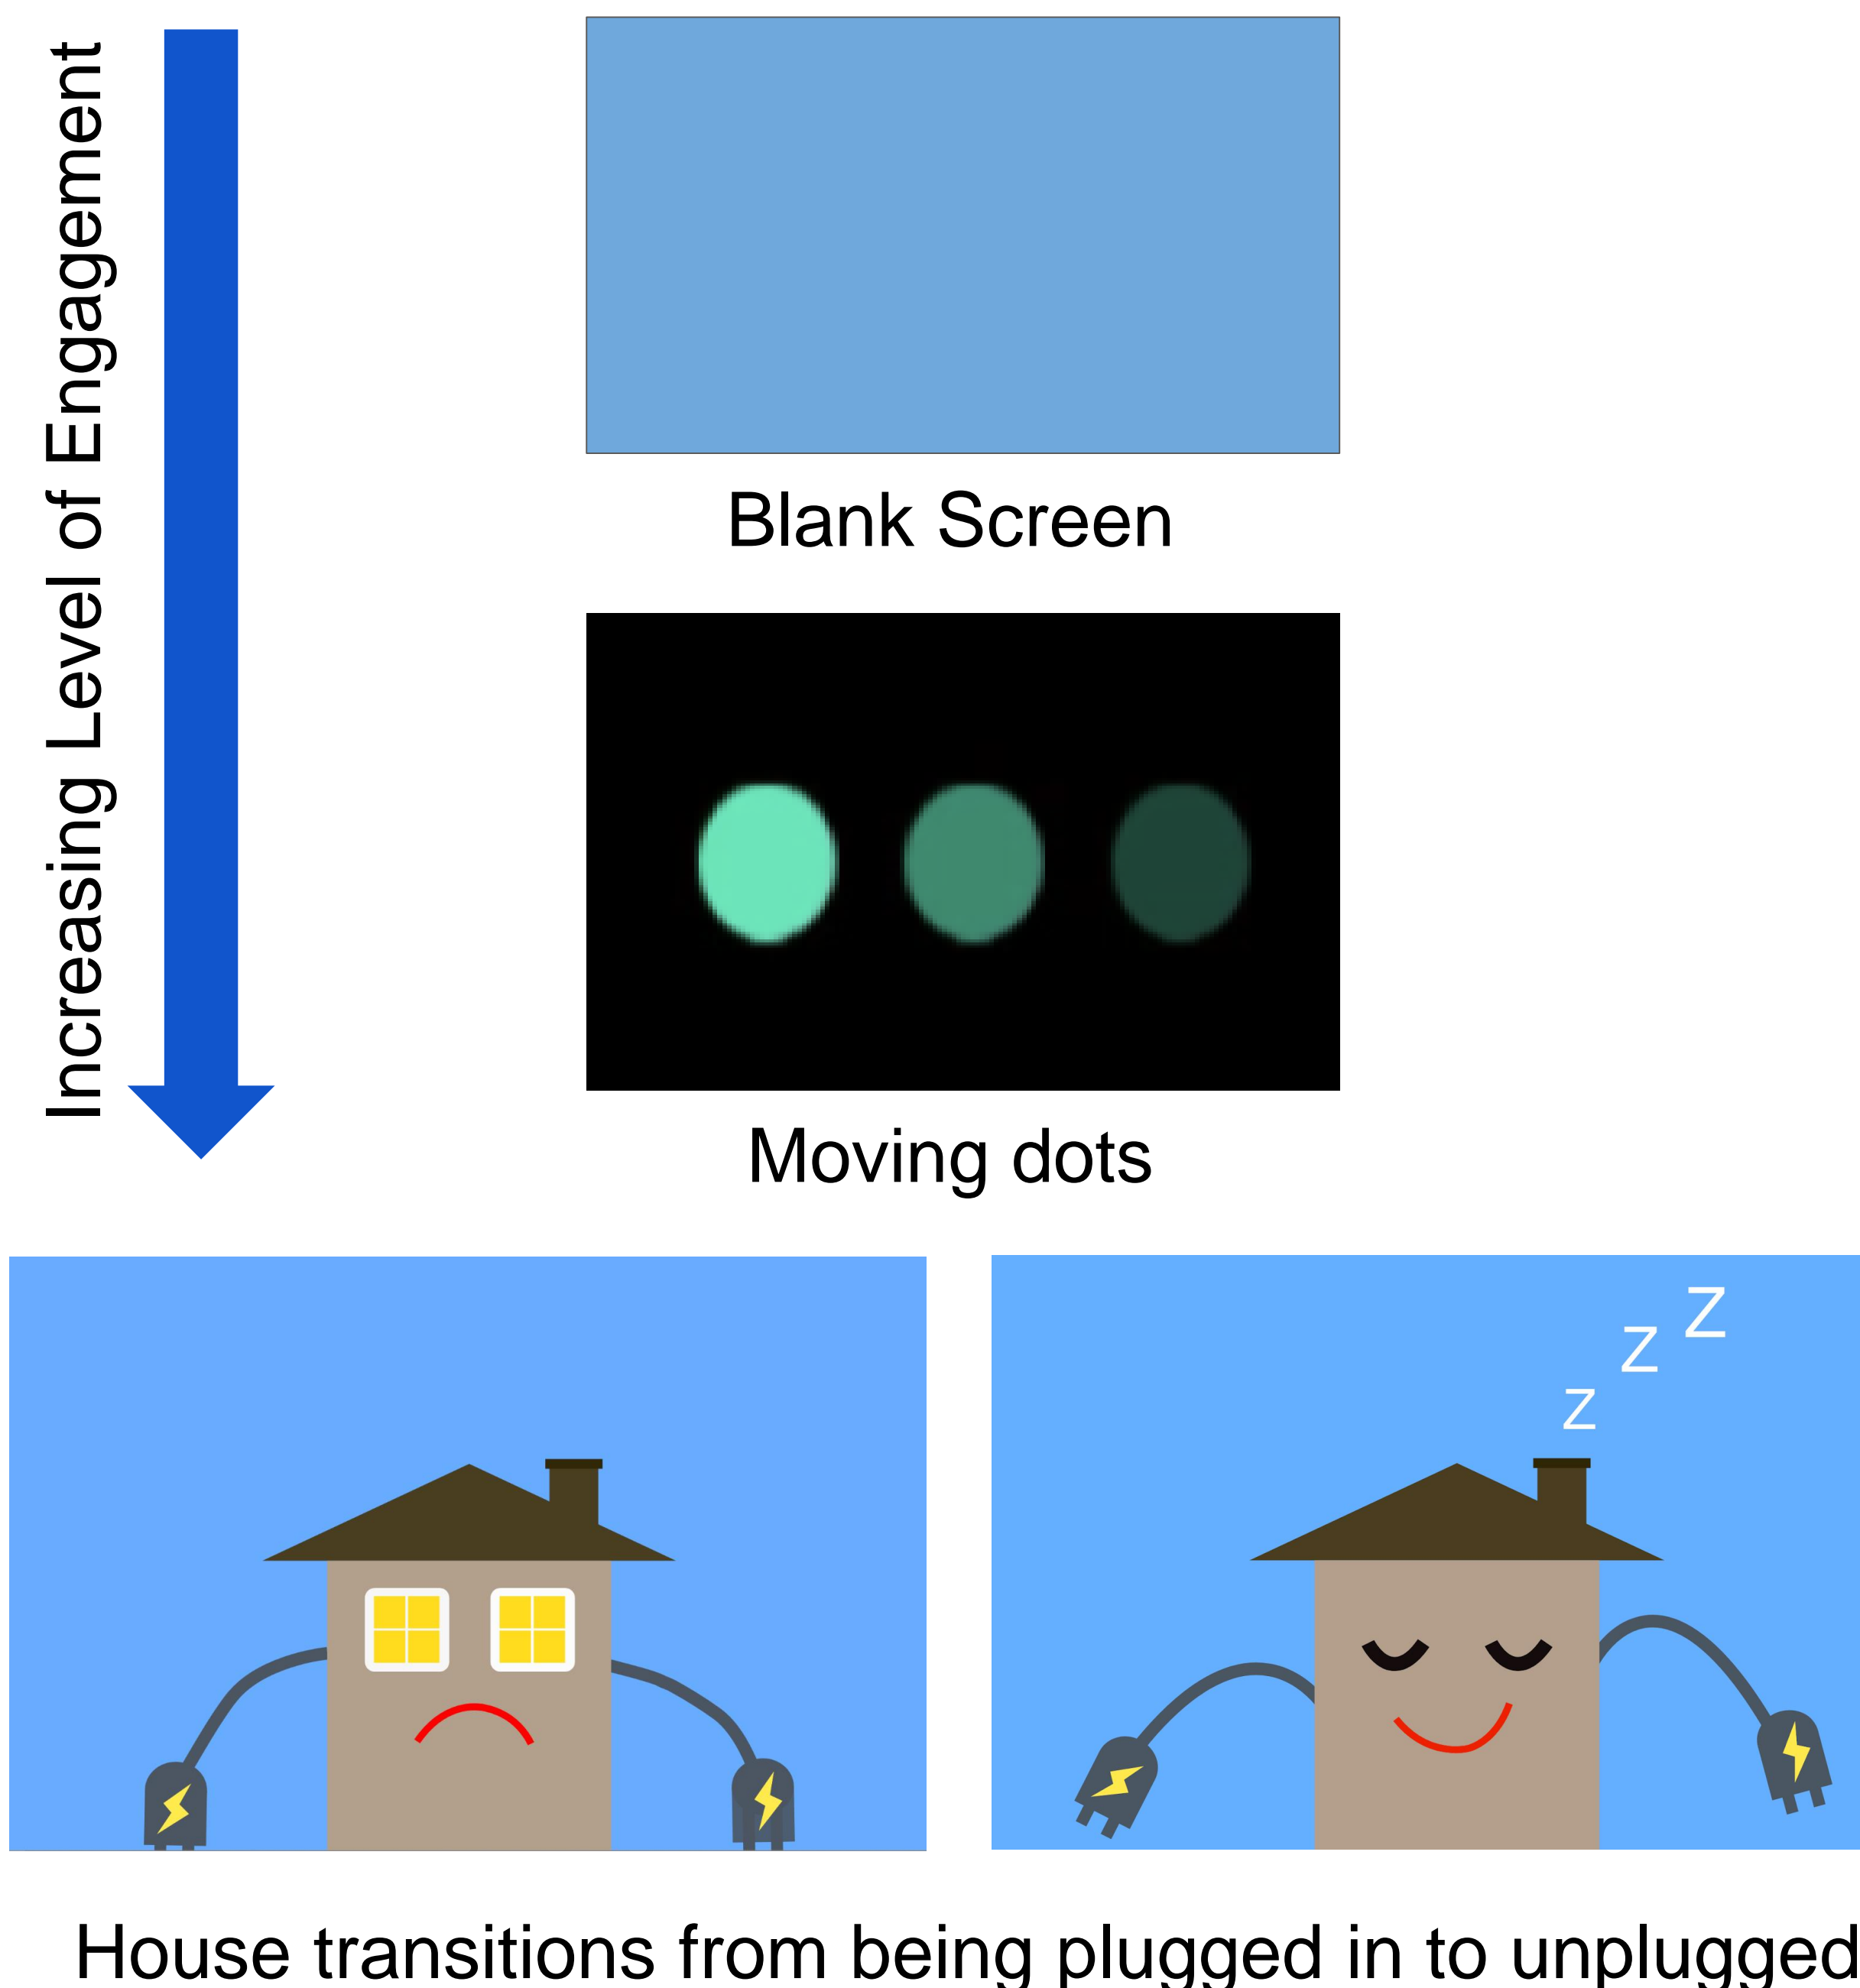 Increasing Level of Engagement
Blank Screen
Moving dots
z z z
House transitions from being plugged in to unplugged